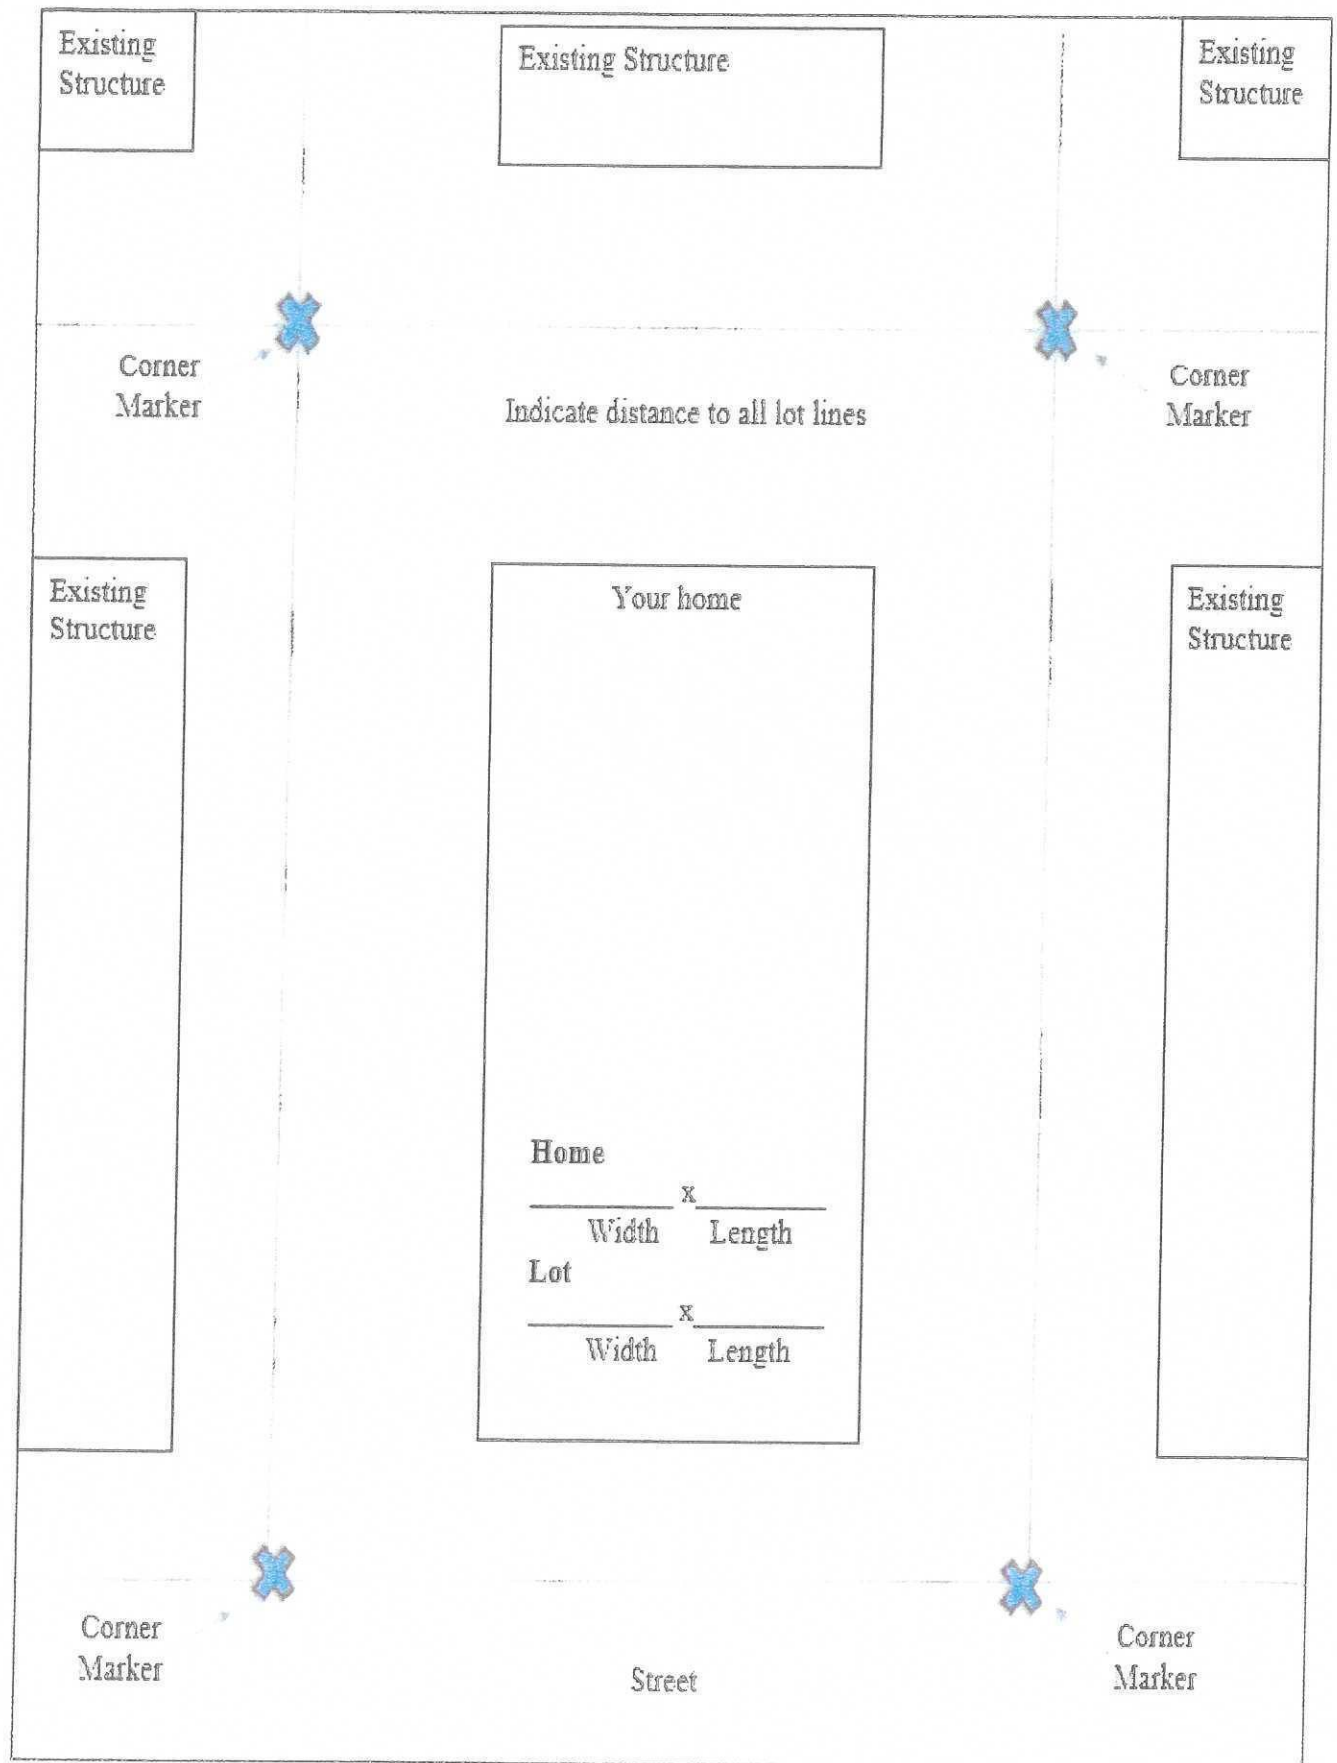 Existing
Structure
Existing Structure
Existing
Structure
Corner
Marker
Indicate distance to all lot lines
Corner
Marker
Existing
Structure
Your home
Existing
Structure
Home
x
Width Length
Lot
x
Width Length
Corner
Marker
Street
Corner
Marker